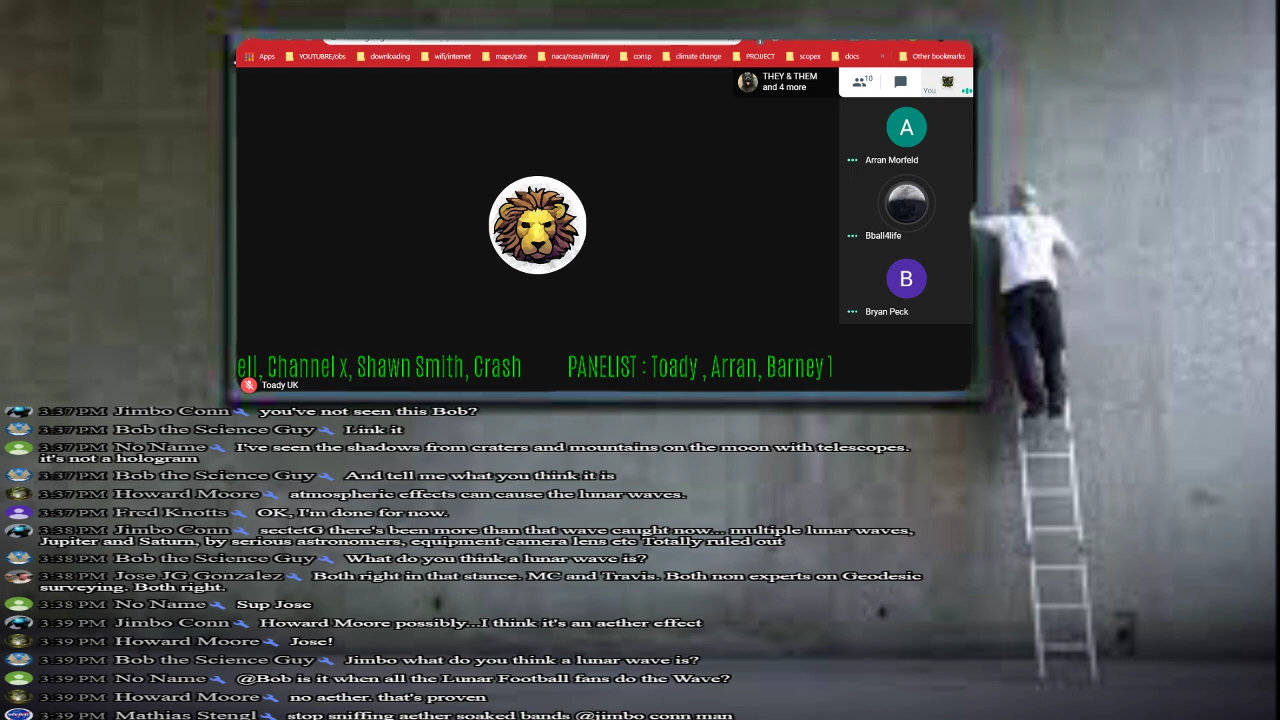 Apps YOUTUBRE/obs downloading wifi/internet maps/sate naca/nasa/militrary consp climate change PROJJECT scopex docs Other bookmarks
THEY & THEM
and 4 more
10
You
A
Arran Morfeld
Bball4life
B
Bryan Peck
ell, Channel x, Shawn Smith, Crash PANELIST : Toady , Arran, Barney
Toady UK
3:37 PM Jimbo Conn you've not seen this Bob?
3:37 PM Bob the Science Guy Link it
3:37 PM No Name I've seen the shadows from craters and mountains on the moon with telescopes.
it's not a hologram
3:37 PM Bob the Science Guy And tell me what you think it is
3:37 PM Howard Moore atmospheric effects can cause the lunar waves.
3:37 PM Fred Knotts OK, I'm done for now.
3:38 PM Jimbo Conn sectetG there's been more than that wave caught now... multiple lunar waves,
Jupiter and Saturn, by serious astronomers, equipment camera lens etc Totally ruled out
3:38 PM Bob the Science Guy What do you think a lunar wave is?
3:38 PM Jose JG Gonzalez Both right in that stance. MC and Travis. Both non experts on Geodesic
surveying. Both right.
3:38 PM No Name Sup Jose
3:39 PM Jimbo Conn Howard Moore possibly...I think it's an aether effect
3:39 PM Howard Moore Jose!
3:39 PM Bob the Science Guy Jimbo what do you think a lunar wave is?
3:39 PM No Name @Bob is it when all the Lunar Football fans do the Wave?
3:39 PM Howard Moore no aether. that's proven
3:39 PM Mathias Stengl stop sniffing aether soaked bands @jimbo conn man